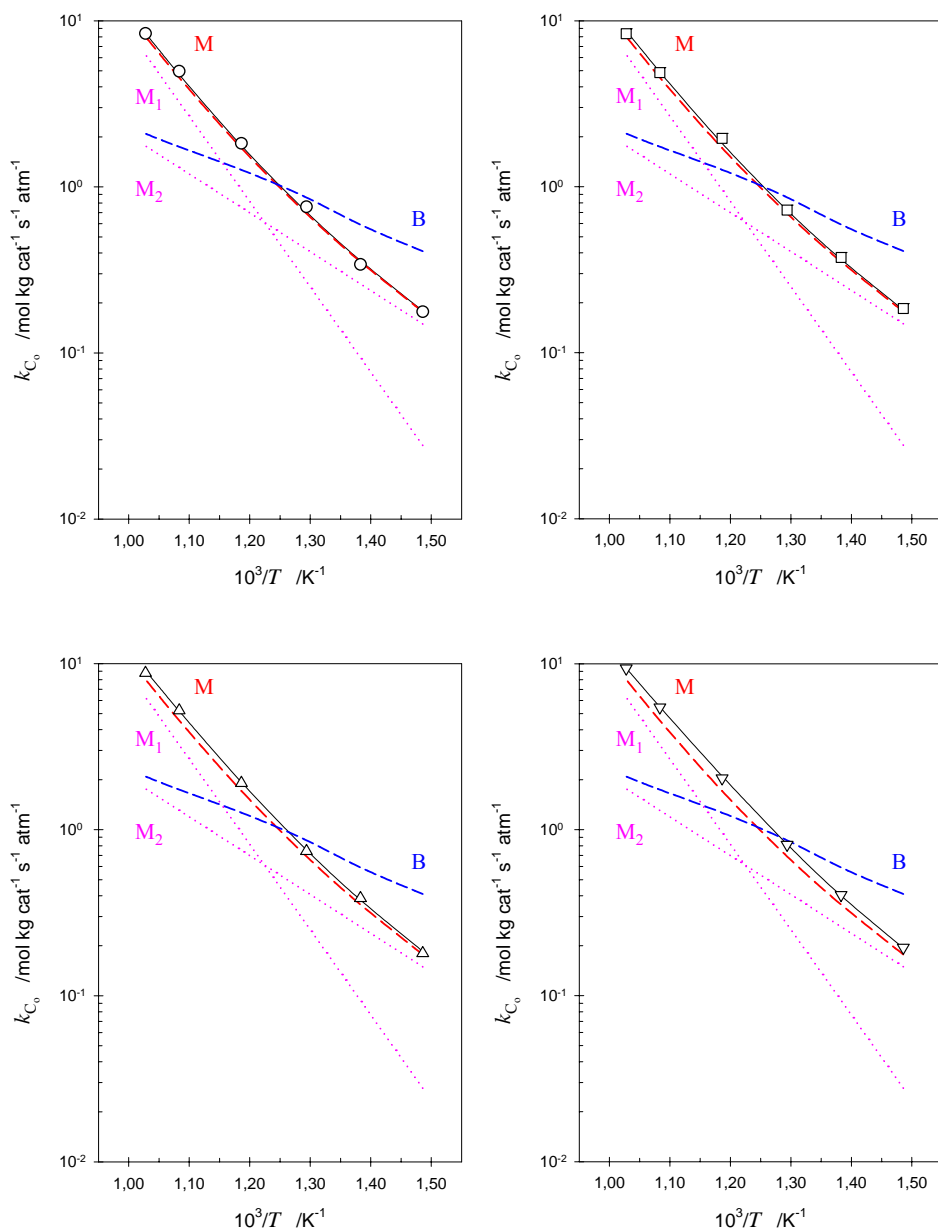 10¹ 10¹
M M
M₁ M₁
10⁰ 10⁰
M₂ B M₂ B
k_Cₒ /mol kg cat⁻¹ s⁻¹ atm⁻¹ k_Cₒ /mol kg cat⁻¹ s⁻¹ atm⁻¹
10⁻¹ 10⁻¹
10⁻² 10⁻²
1,00 1,10 1,20 1,30 1,40 1,50 1,00 1,10 1,20 1,30 1,40 1,50
10³/T /K⁻¹ 10³/T /K⁻¹
10¹ 10¹
M M
M₁ M₁
10⁰ 10⁰
M₂ B M₂ B
k_Cₒ /mol kg cat⁻¹ s⁻¹ atm⁻¹ k_Cₒ /mol kg cat⁻¹ s⁻¹ atm⁻¹
10⁻¹ 10⁻¹
10⁻² 10⁻²
1,00 1,10 1,20 1,30 1,40 1,50 1,00 1,10 1,20 1,30 1,40 1,50
10³/T /K⁻¹ 10³/T /K⁻¹